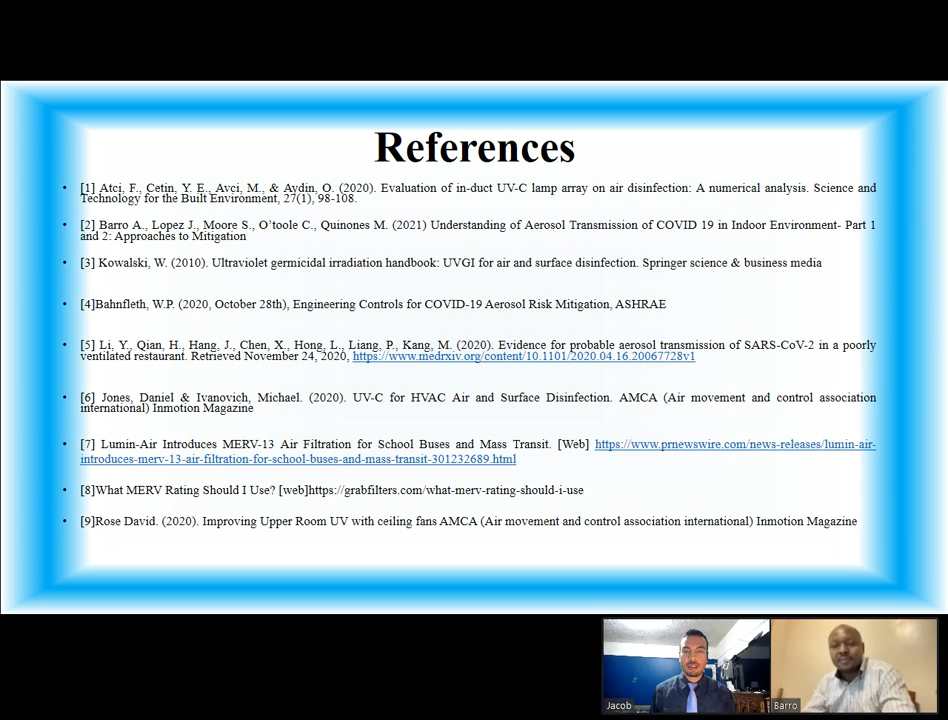 References
• [1] Atci, F., Cetin, Y. E., Avci, M., & Aydin, O. (2020). Evaluation of in-duct UV-C lamp array on air disinfection: A numerical analysis. Science and
Technology for the Built Environment, 27(1), 98-108.
• [2] Barro A., Lopez J., Moore S., O’toole C., Quinones M. (2021) Understanding of Aerosol Transmission of COVID 19 in Indoor Environment- Part 1
and 2: Approaches to Mitigation
• [3] Kowalski, W. (2010). Ultraviolet germicidal irradiation handbook: UVGI for air and surface disinfection. Springer science & business media
• [4]Bahnfleth, W.P. (2020, October 28th), Engineering Controls for COVID-19 Aerosol Risk Mitigation, ASHRAE
• [5] Li, Y., Qian, H., Hang, J., Chen, X., Hong, L., Liang, P., Kang, M. (2020). Evidence for probable aerosol transmission of SARS-CoV-2 in a poorly
ventilated restaurant. Retrieved November 24, 2020, https://www.medrxiv.org/content/10.1101/2020.04.16.20067728v1
• [6] Jones, Daniel & Ivanovich, Michael. (2020). UV-C for HVAC Air and Surface Disinfection. AMCA (Air movement and control association
international) Inmotion Magazine
• [7] Lumin-Air Introduces MERV-13 Air Filtration for School Buses and Mass Transit. [Web] https://www.prnewswire.com/news-releases/lumin-air-
introduces-merv-13-air-filtration-for-school-buses-and-mass-transit-301232689.html
• [8]What MERV Rating Should I Use? [web]https://grabfilters.com/what-merv-rating-should-i-use
• [9]Rose David. (2020). Improving Upper Room UV with ceiling fans AMCA (Air movement and control association international) Inmotion Magazine
Jacob
Barro